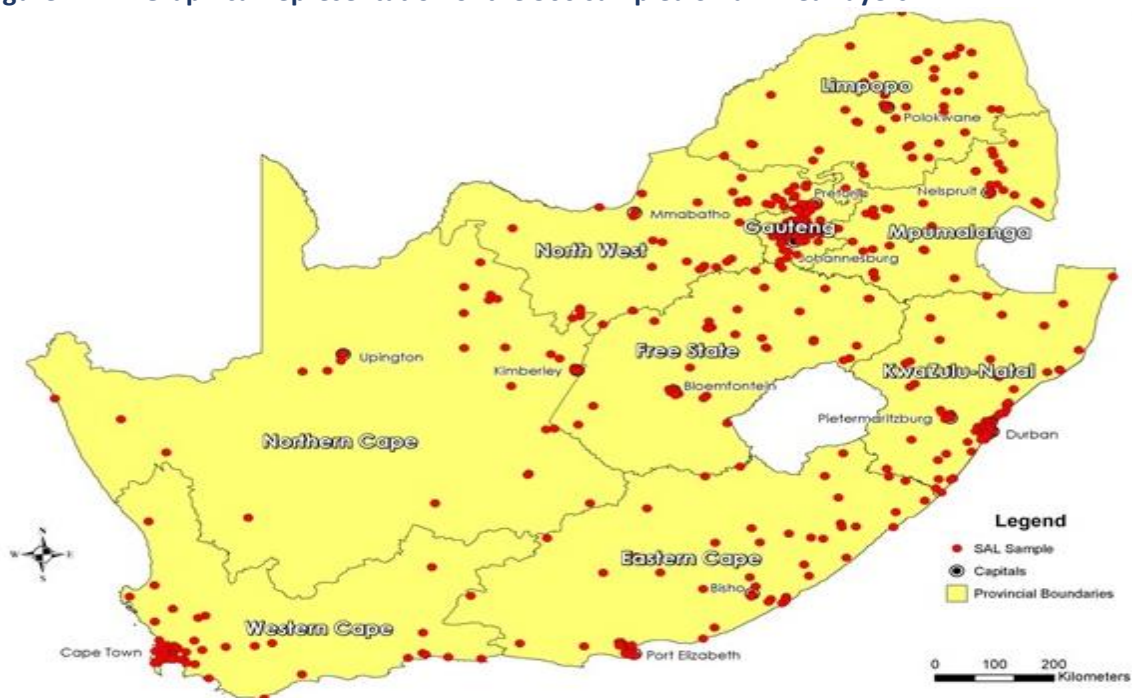 Limpopo
Polokwane
Nelspruit
Pretoria
Mmabatho
Gauteng
Mpumalanga
North West
Johannesburg
Free State
Upington
Kimberley
KwaZulu-Natal
Bloemfontein
Pietermaritzburg
Durban
Northern Cape
Legend
N
W
E
S
SAL Sample
Eastern Cape
Capitals
Bisho
Provincial Boundaries
Western Cape
Cape Town
Port Elizabeth
0 100 200
Kilometers